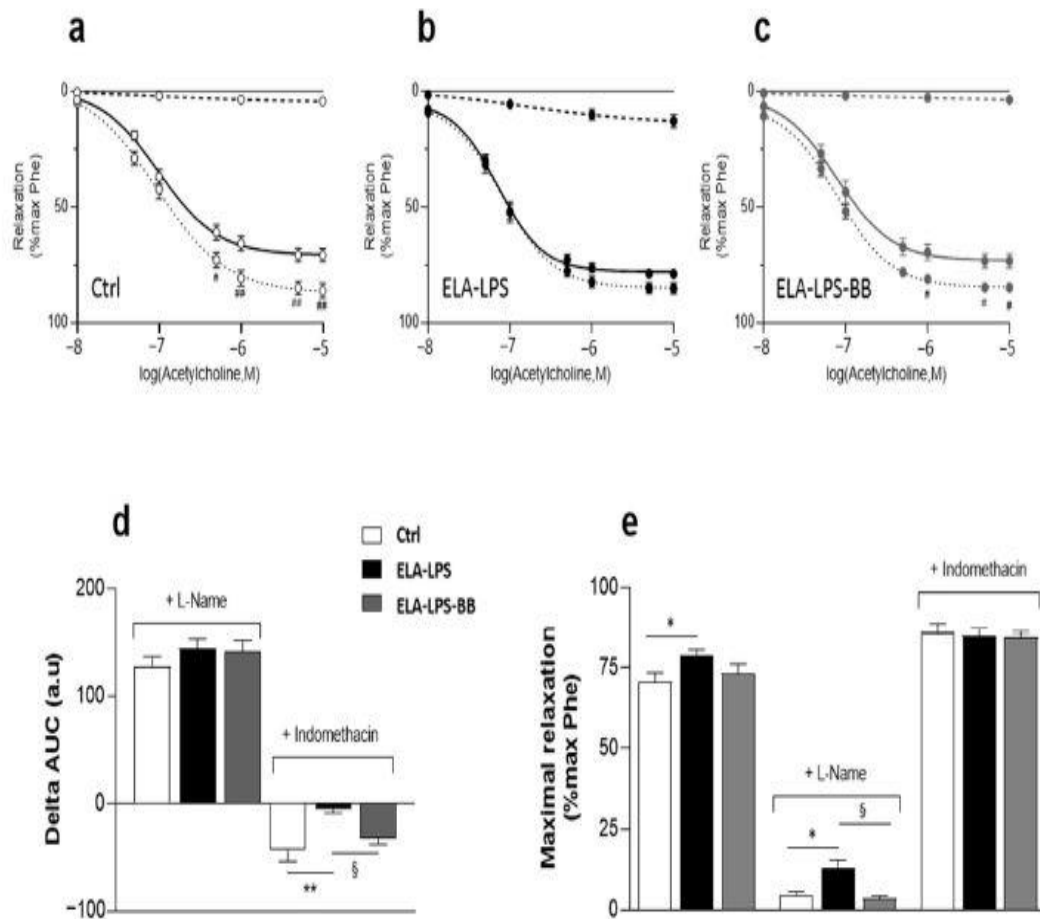 a
b
c
0
50
100
Relaxation
(%max Phe)
Ctrl
#
##
##
##
−8
−7
−6
−5
log(Acetylcholine,M)
0
50
100
Relaxation
(%max Phe)
ELA-LPS
−8
−7
−6
−5
log(Acetylcholine,M)
0
50
100
Relaxation
(%max Phe)
ELA-LPS-BB
#
#
#
−8
−7
−6
−5
log(Acetylcholine,M)
d
Ctrl
ELA-LPS
ELA-LPS-BB
200
100
0
−100
Delta AUC (a.u)
+ L-Name
+ Indomethacin
**
§
e
100
75
50
25
0
Maximal relaxation
(%max Phe)
*
+ L-Name
*
§
+ Indomethacin